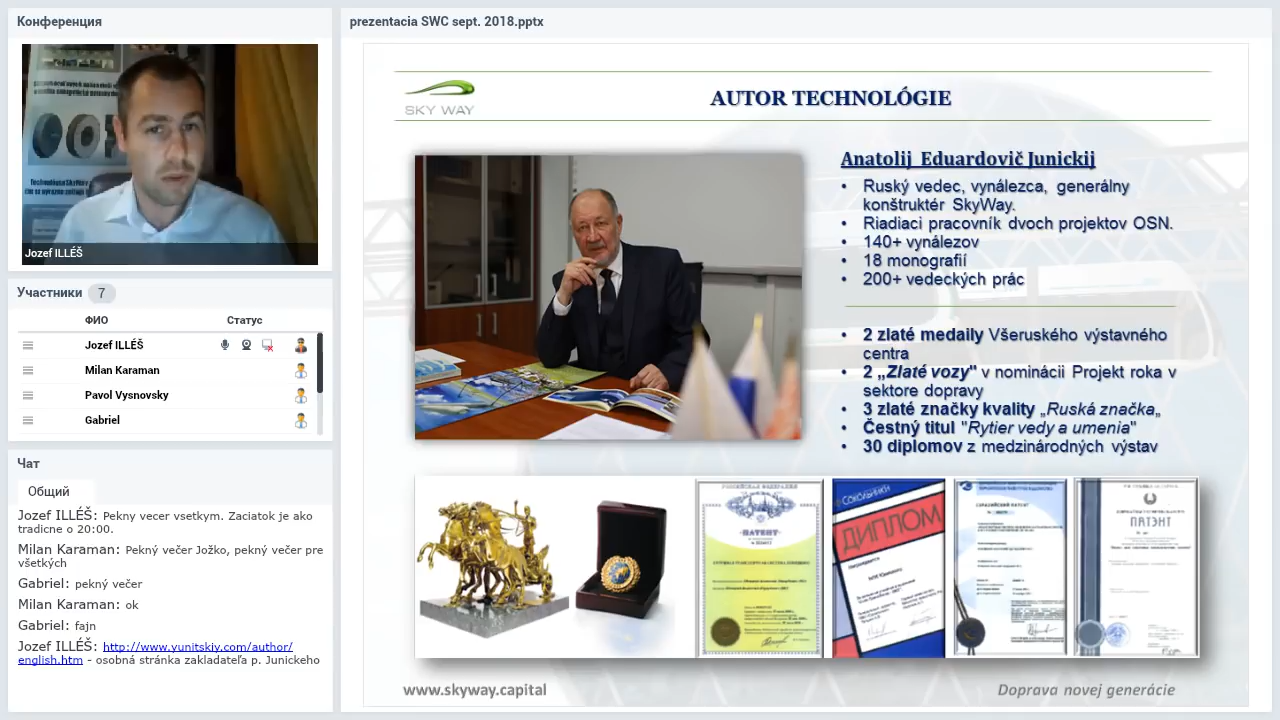 Конференция
Jozef ILLÉŠ
Участники 7
ФИО
Статус
Jozef ILLÉŠ
Milan Karaman
Pavol Vysnovsky
Gabriel
Чат
Общий
Jozef ILLÉŠ: Pekny vecer vsetkym. Zaciatok je uz
tradicne o 20:00.
Milan Karaman: Pekný večer Jožko, pekný večer pre
všetkých
Gabriel: pekný večer
Milan Karaman: ok
Gabriel: fajn
Jozef ILLÉŠ: http://www.yunitskiy.com/author/
english.htm - osobná stránka zakladateľa p. Junickeho
prezentacia SWC sept. 2018.pptx
SKY WAY
AUTOR TECHNOLÓGIE
Anatolij Eduardovič Junickij
• Ruský vedec, vynálezca, generálny
konštruktér SkyWay.
• Riadiaci pracovník dvoch projektov OSN.
• 140+ vynálezov
• 18 monografií
• 200+ vedeckých prác
• 2 zlaté medaily Všeruského výstavného
centra
• 2 „Zlaté vozy" v nominácii Projekt roka v
sektore dopravy
• 3 zlaté značky kvality „Ruská značka„
• Čestný titul "Rytier vedy a umenia"
• 30 diplomov z medzinárodných výstav
ПАТЕНТ
СОКОЛЬНИКИ
ДИПЛОМ
ПАТЭНТ
www.skyway.capital
Doprava novej generácie